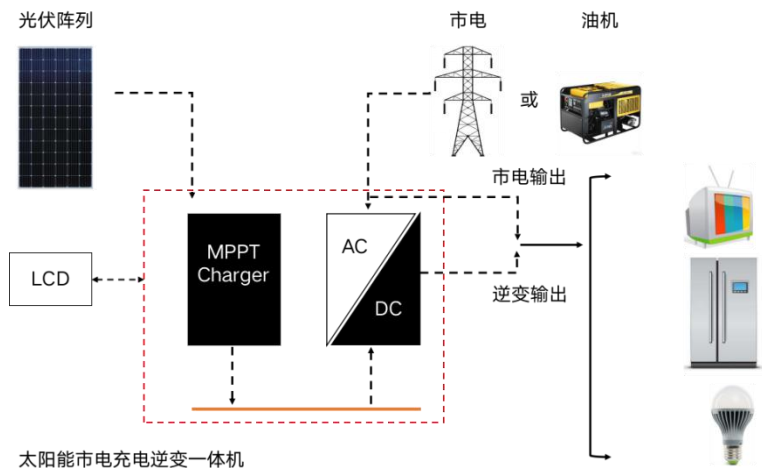 光伏阵列
市电
油机
或
市电输出
MPPT
Charger
AC
LCD
DC
逆变输出
太阳能市电充电逆变一体机